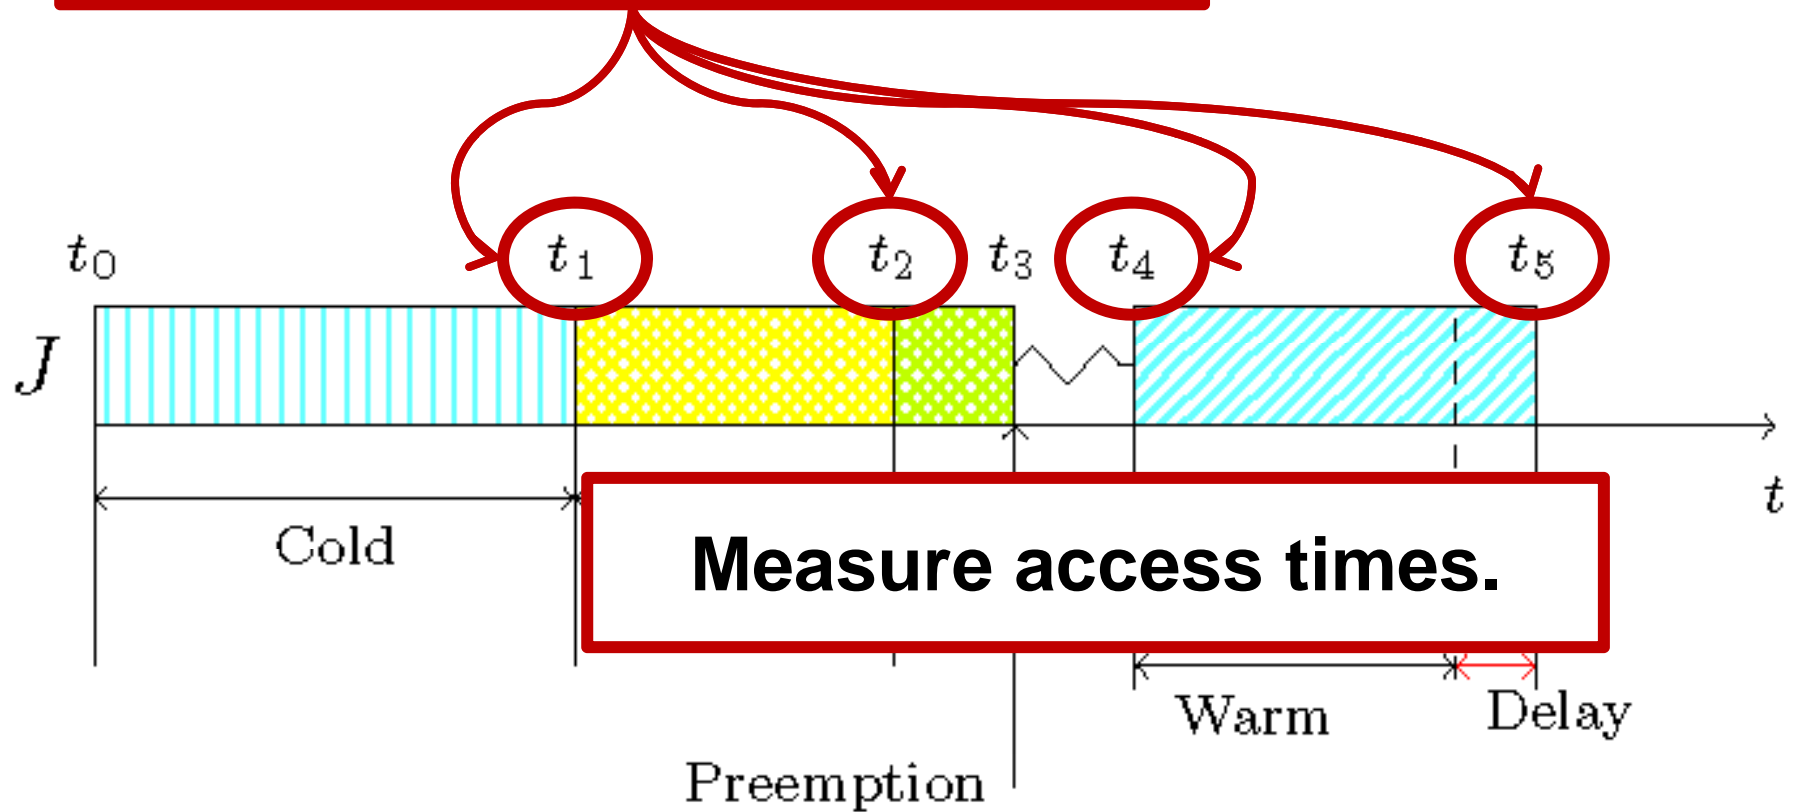 t₀ t₁ t₂ t₃ t₄ t₅
J
t
Cold
Measure access times.
Warm
Delay
Preemption